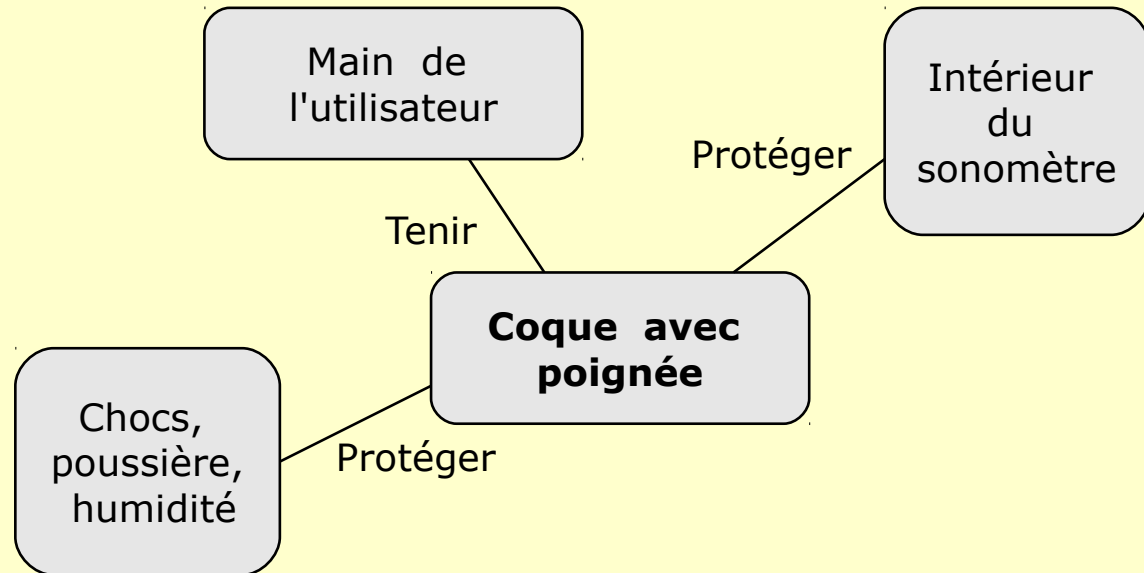 Main de
l'utilisateur
Intérieur
du
sonomètre
Protéger
Tenir
Coque avec
poignée
Chocs,
poussière,
humidité
Protéger